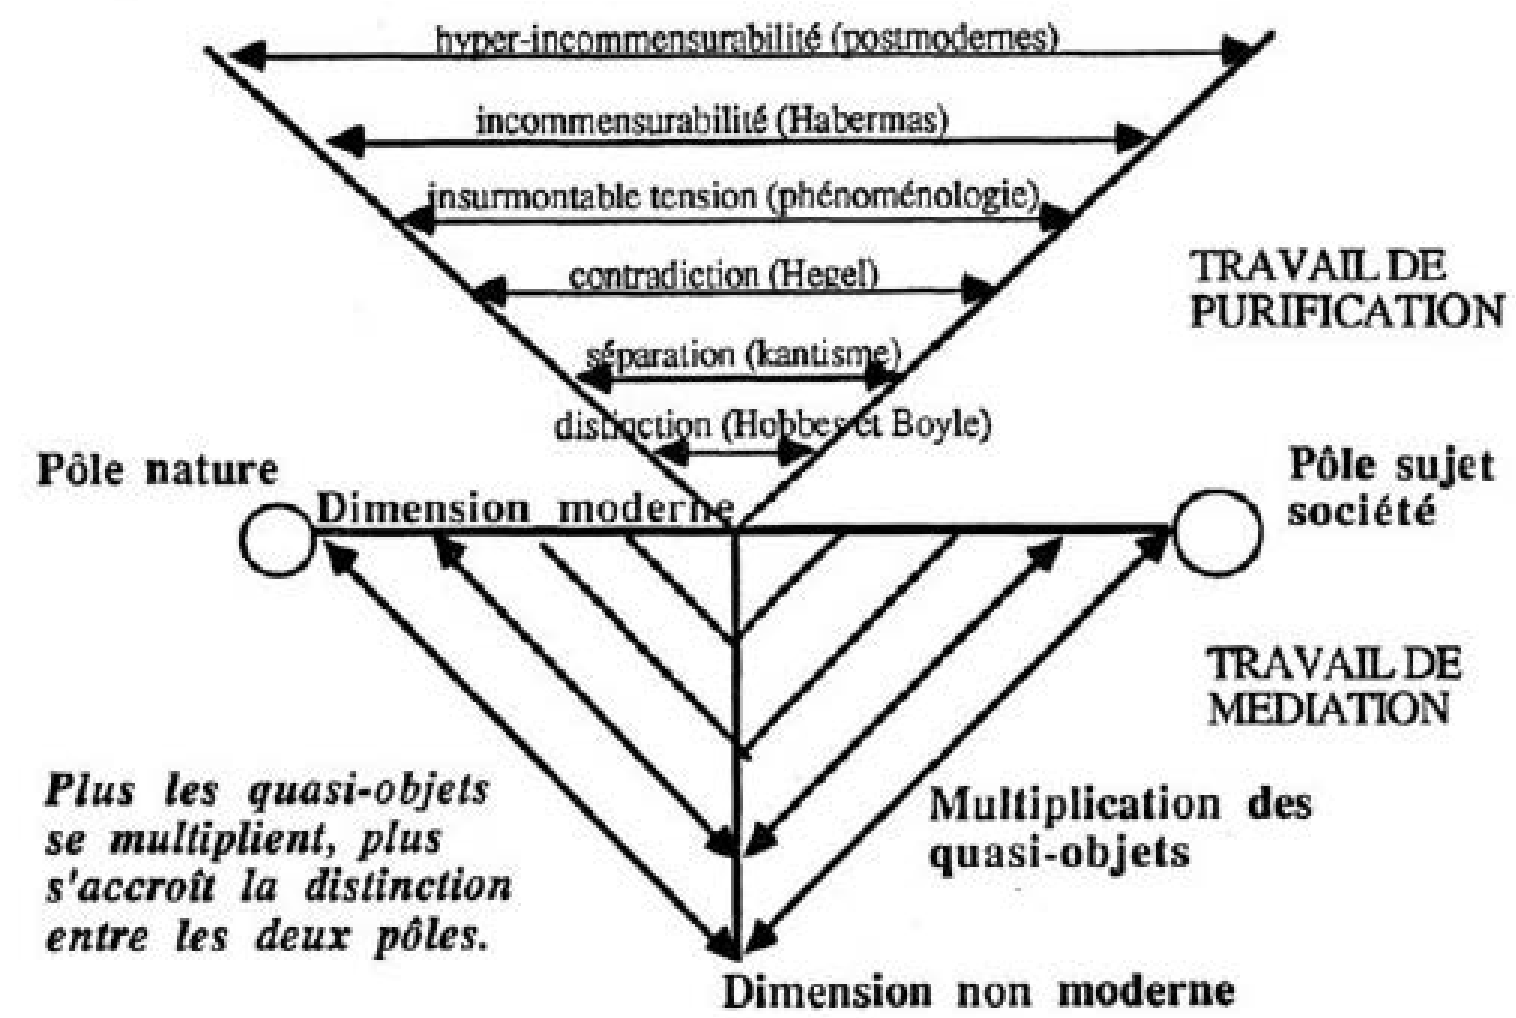 hyper-incommensurabilité (postmodernes)
incommensurabilité (Habermas)
insurmontable tension (phénoménologie)
contradiction (Hegel)
TRAVAIL DE
PURIFICATION
séparation (kantisme)
distinction (Hobbes et Boyle)
Pôle nature
Pôle sujet
société
Dimension moderne
TRAVAIL DE
MEDIATION
Plus les quasi-objets
se multiplient, plus
s'accroît la distinction
entre les deux pôles.
Multiplication des
quasi-objets
Dimension non moderne